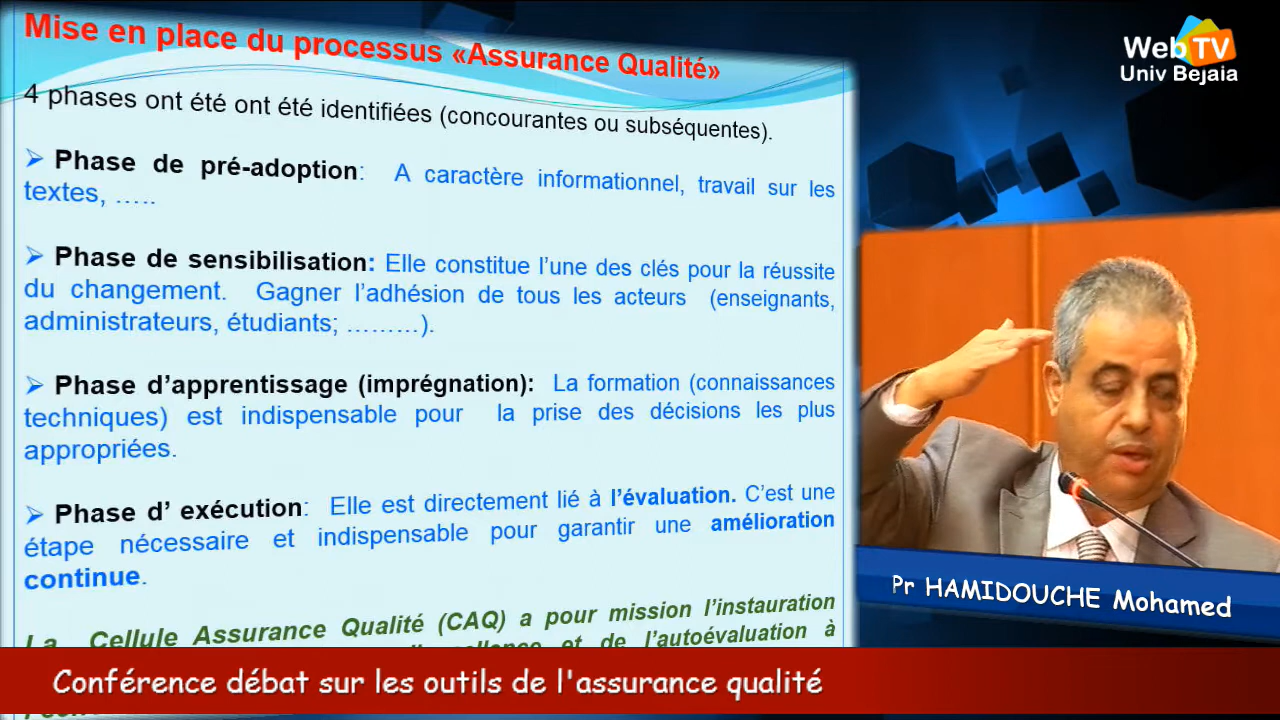 Mise en place du processus «Assurance Qualité»
4 phases ont été ont été identifiées (concourantes ou subséquentes).
➢ Phase de pré-adoption: A caractère informationnel, travail sur les
textes, …..
➢ Phase de sensibilisation: Elle constitue l’une des clés pour la réussite
du changement. Gagner l’adhésion de tous les acteurs (enseignants,
administrateurs, étudiants; ………).
➢ Phase d’apprentissage (imprégnation): La formation (connaissances
techniques) est indispensable pour la prise des décisions les plus
appropriées.
➢ Phase d’ exécution: Elle est directement lié à l’évaluation. C’est une
étape nécessaire et indispensable pour garantir une amélioration
continue.
La Cellule Assurance Qualité (CAQ) a pour mission l’instauration
et de l’autoévaluation à
Web TV
Univ Bejaia
Pr HAMIDOUCHE Mohamed
Conférence débat sur les outils de l'assurance qualité